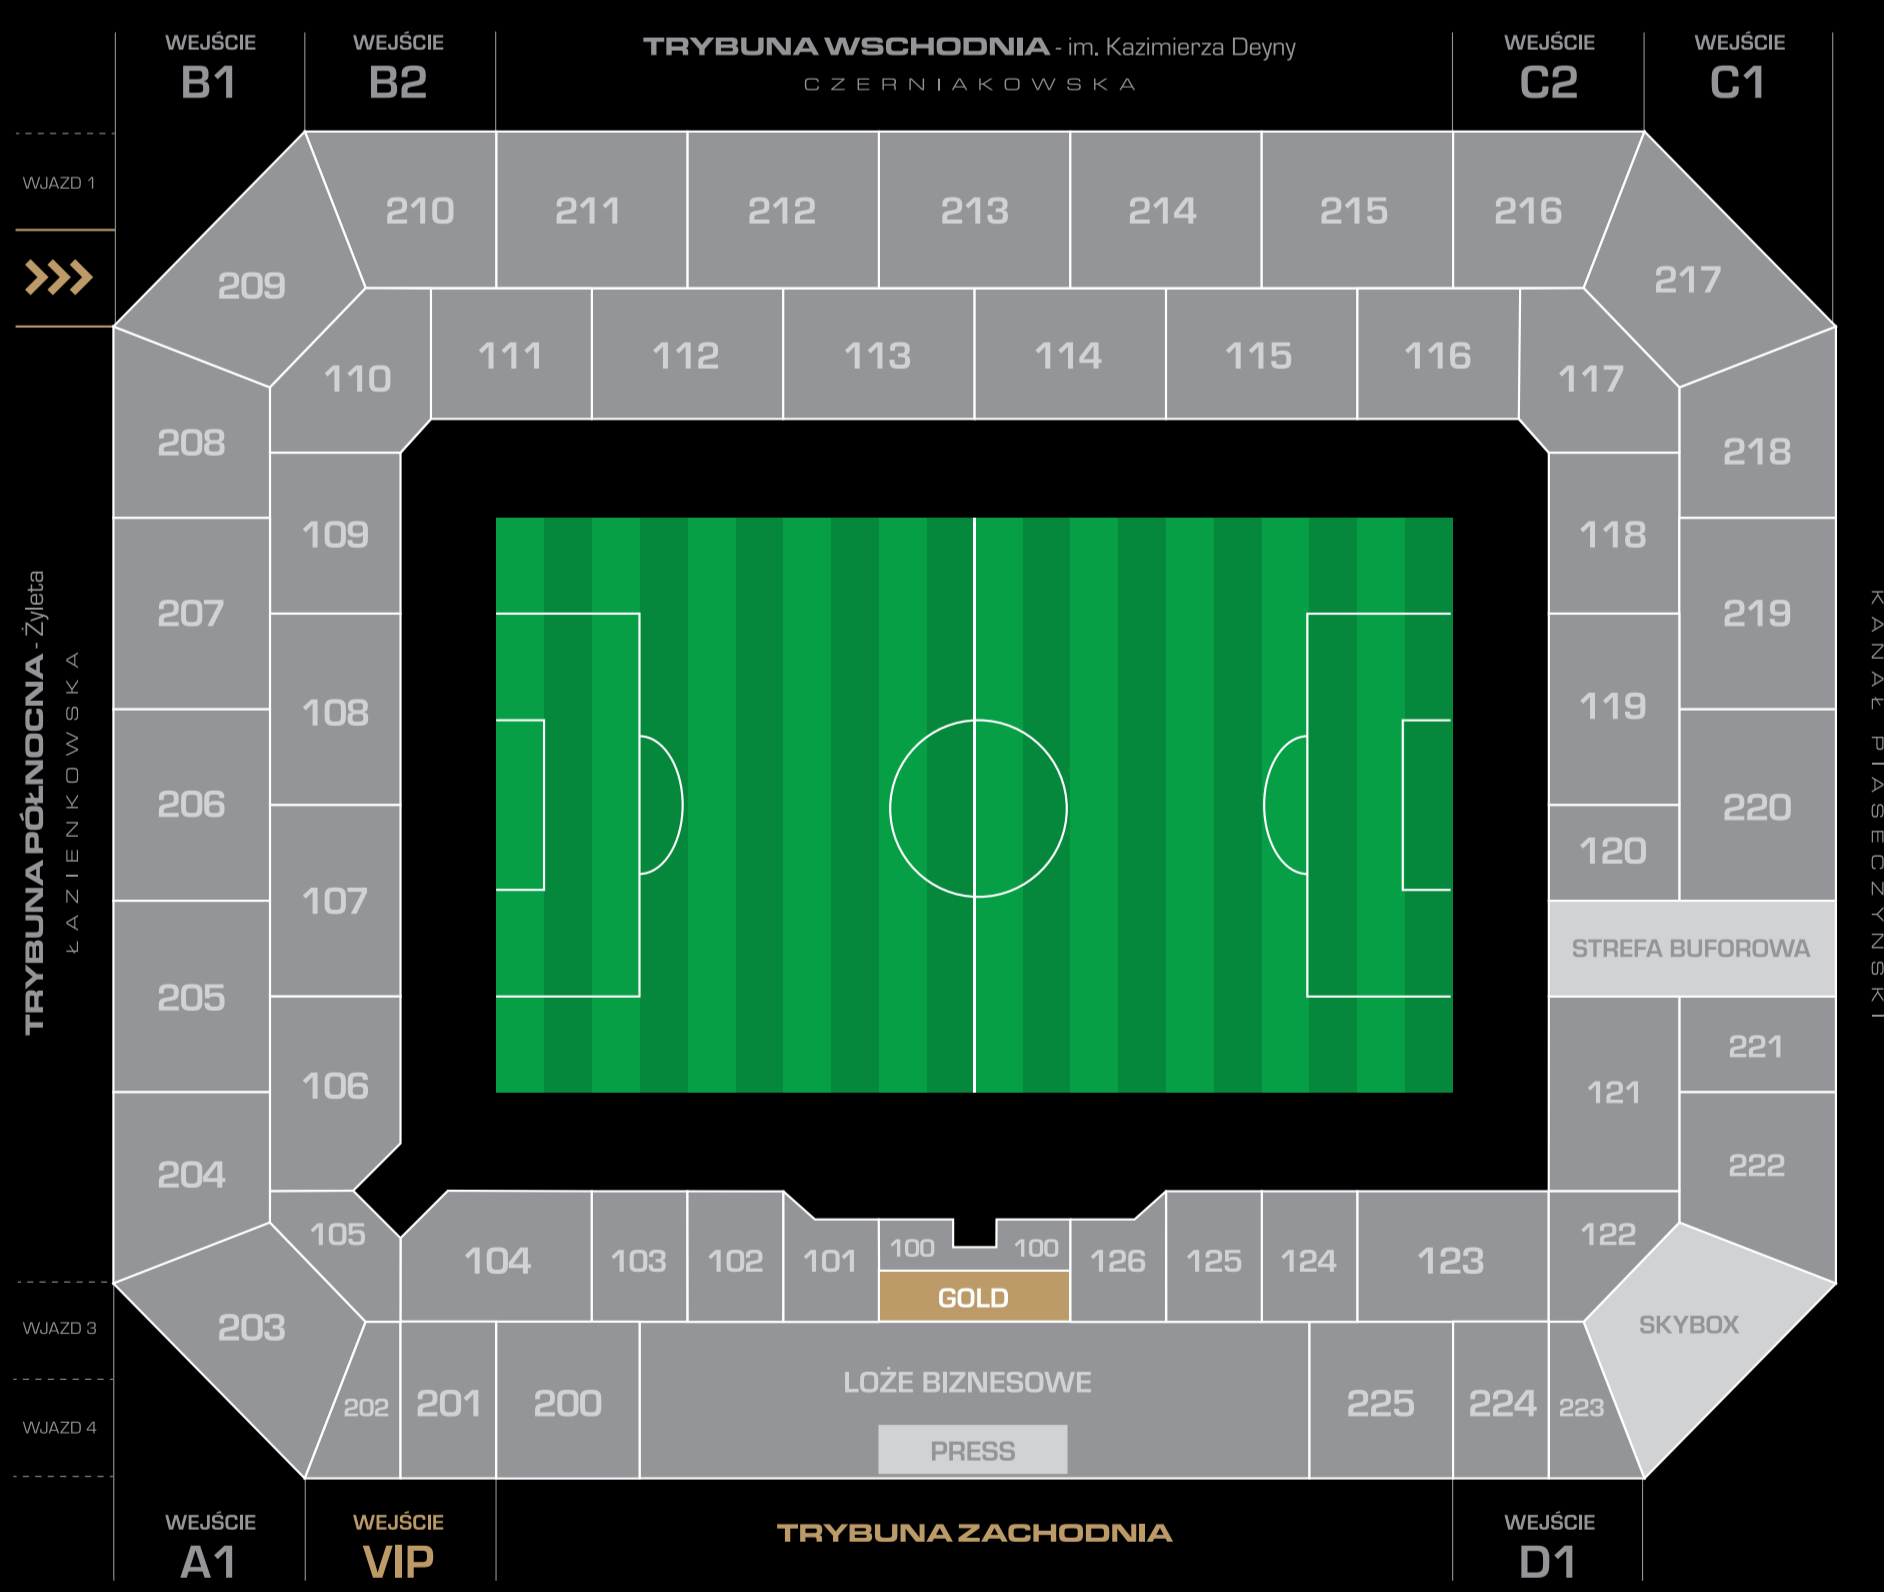 WEJŚCIE
B1
WEJŚCIE
B2
TRYBUNA WSCHODNIA - im. Kazimierza Deyny
CZERNIAKOWSKA
WEJŚCIE
C2
WEJŚCIE
C1
WJAZD 1
210
211
212
213
214
215
216
209
217
110
111
112
113
114
115
116
117
208
218
109
118
207
219
108
119
206
220
107
120
STREFA BUFOROWA
205
221
106
121
204
222
TRYBUNA PÓŁNOCNA - Żyleta
ŁAZIENKOWSKA
KANAŁ PIASECZYŃSKI
105
104
103
102
101
100
100
126
125
124
123
122
GOLD
203
SKYBOX
WJAZD 3
202
201
200
LOŻE BIZNESOWE
225
224
223
PRESS
WJAZD 4
WEJŚCIE
A1
WEJŚCIE
VIP
TRYBUNA ZACHODNIA
WEJŚCIE
D1